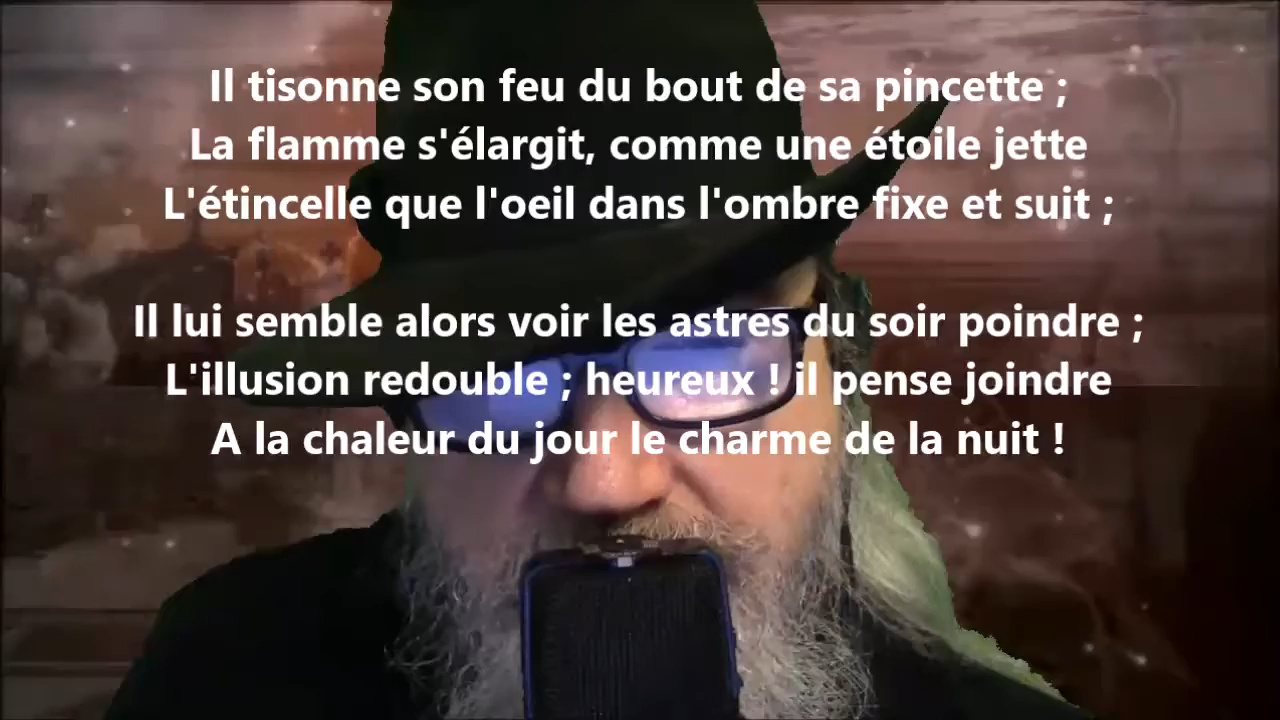 Il tisonne son feu du bout de sa pincette ;
La flamme s'élargit, comme une étoile jette
L'étincelle que l'oeil dans l'ombre fixe et suit ;
Il lui semble alors voir les astres du soir poindre ;
L'illusion redouble ; heureux ! il pense joindre
A la chaleur du jour le charme de la nuit !